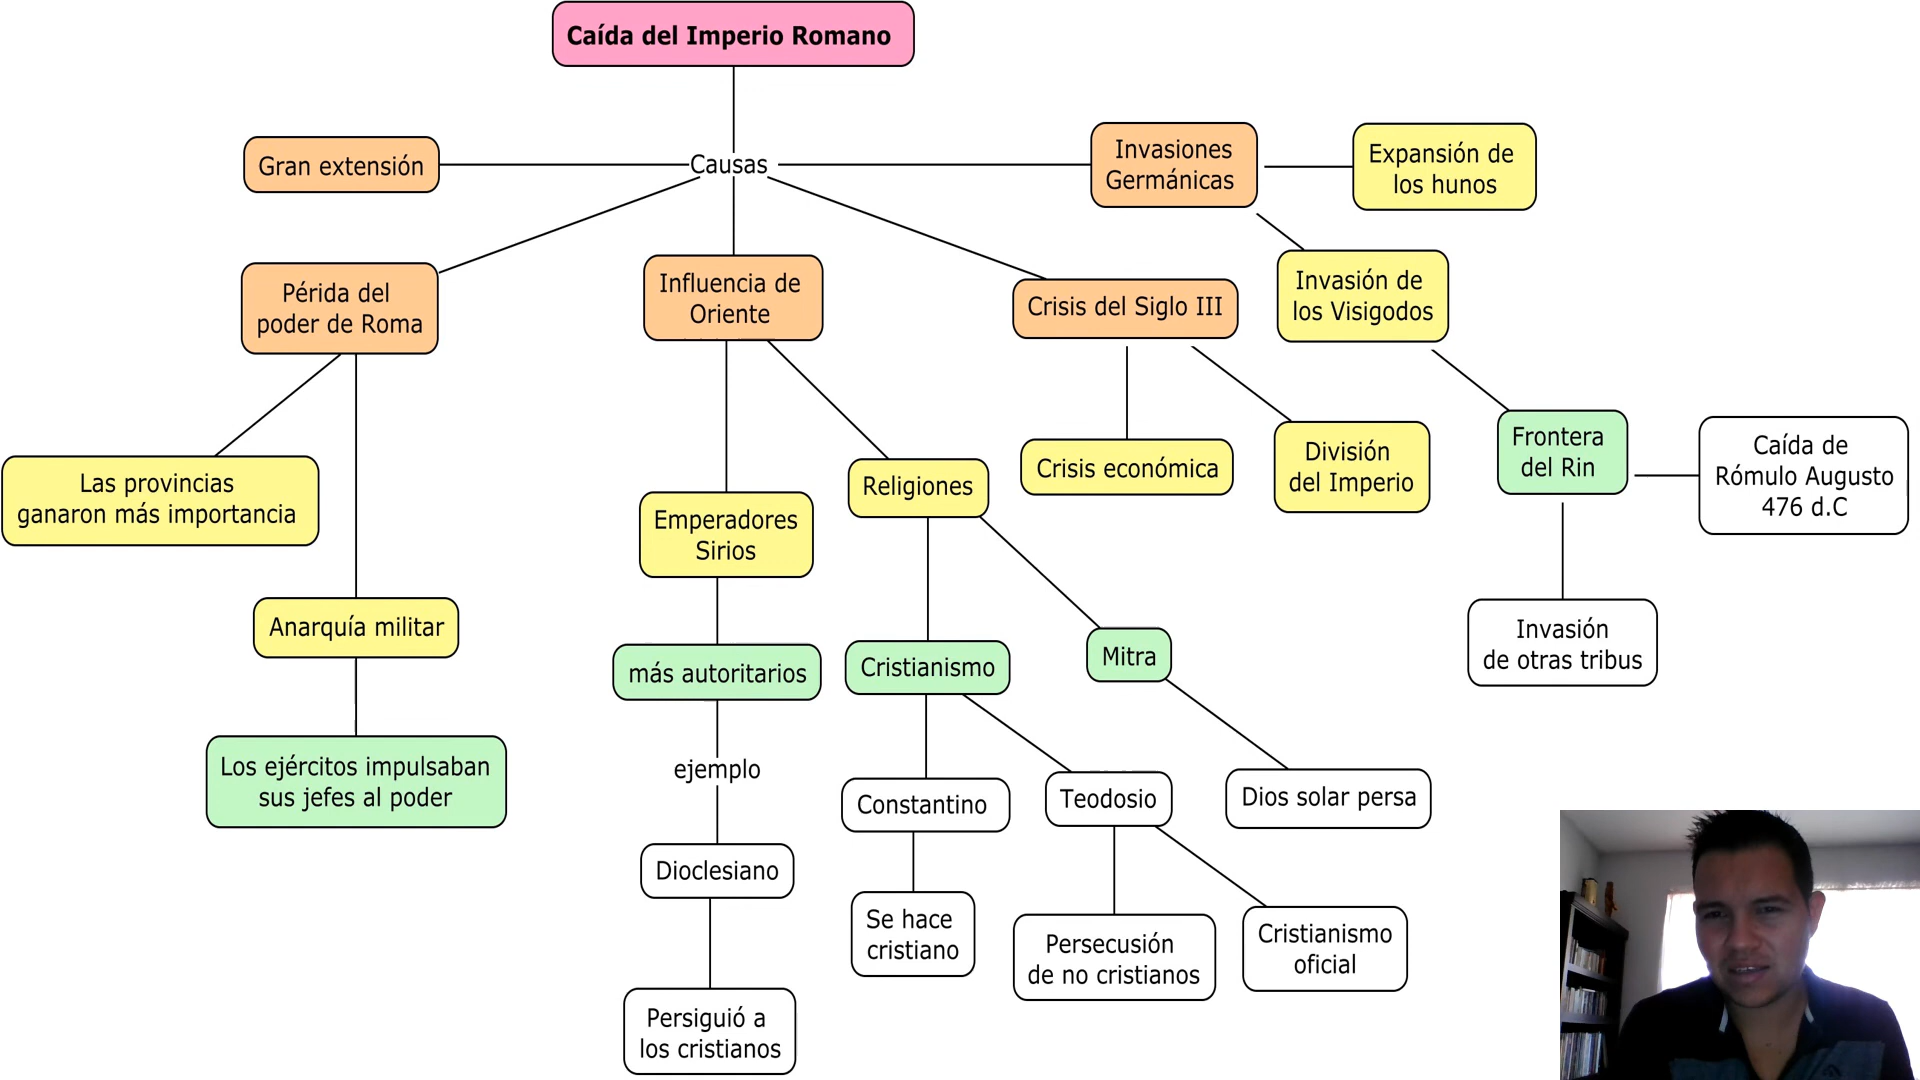 Caída del Imperio Romano
Causas
Gran extensión
Invasiones
Germánicas
Expansión de
los hunos
Périda del
poder de Roma
Influencia de
Oriente
Crisis del Siglo III
Invasión de
los Visigodos
Las provincias
ganaron más importancia
Anarquía militar
Los ejércitos impulsaban
sus jefes al poder
Emperadores
Sirios
más autoritarios
ejemplo
Dioclesiano
Persiguió a
los cristianos
Religiones
Cristianismo
Mitra
Constantino
Se hace
cristiano
Teodosio
Persecusión
de no cristianos
Cristianismo
oficial
Dios solar persa
Crisis económica
División
del Imperio
Frontera
del Rin
Caída de
Rómulo Augusto
476 d.C
Invasión
de otras tribus